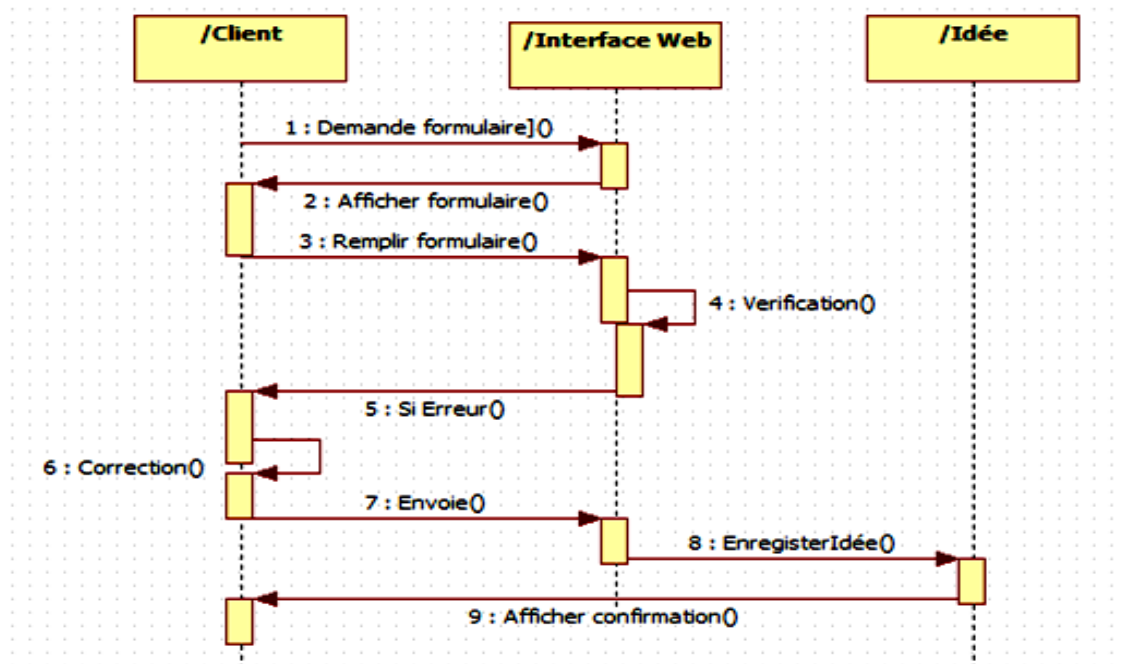 /Client
/Interface Web
/Idée
1 : Demande formulaire]()
2 : Afficher formulaire()
3 : Remplir formulaire()
4 : Verification()
5 : Si Erreur()
6 : Correction()
7 : Envoie()
8 : EnregisterIdée()
9 : Afficher confirmation()